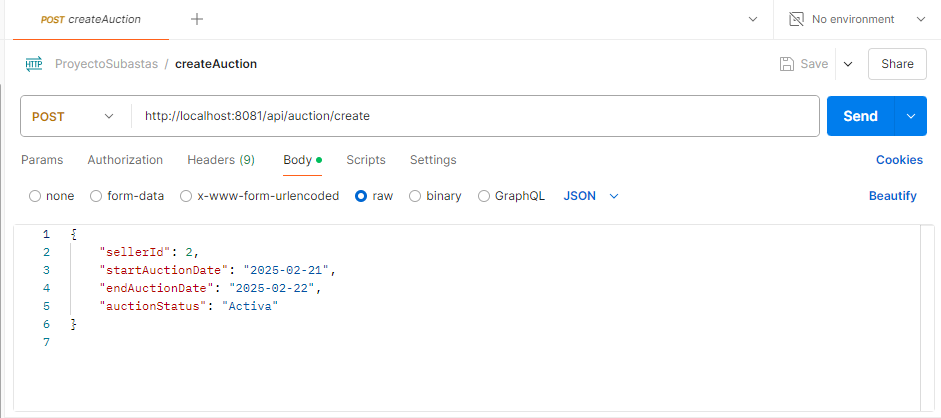 POST createAuction
No environment
HTTP ProyectoSubastas / createAuction
Save
Share
POST
http://localhost:8081/api/auction/create
Send
Params Authorization Headers (9) Body Scripts Settings Cookies
none form-data x-www-form-urlencoded raw binary GraphQL JSON Beautify
1 {
2 "sellerId": 2,
3 "startAuctionDate": "2025-02-21",
4 "endAuctionDate": "2025-02-22",
5 "auctionStatus": "Activa"
6 }
7